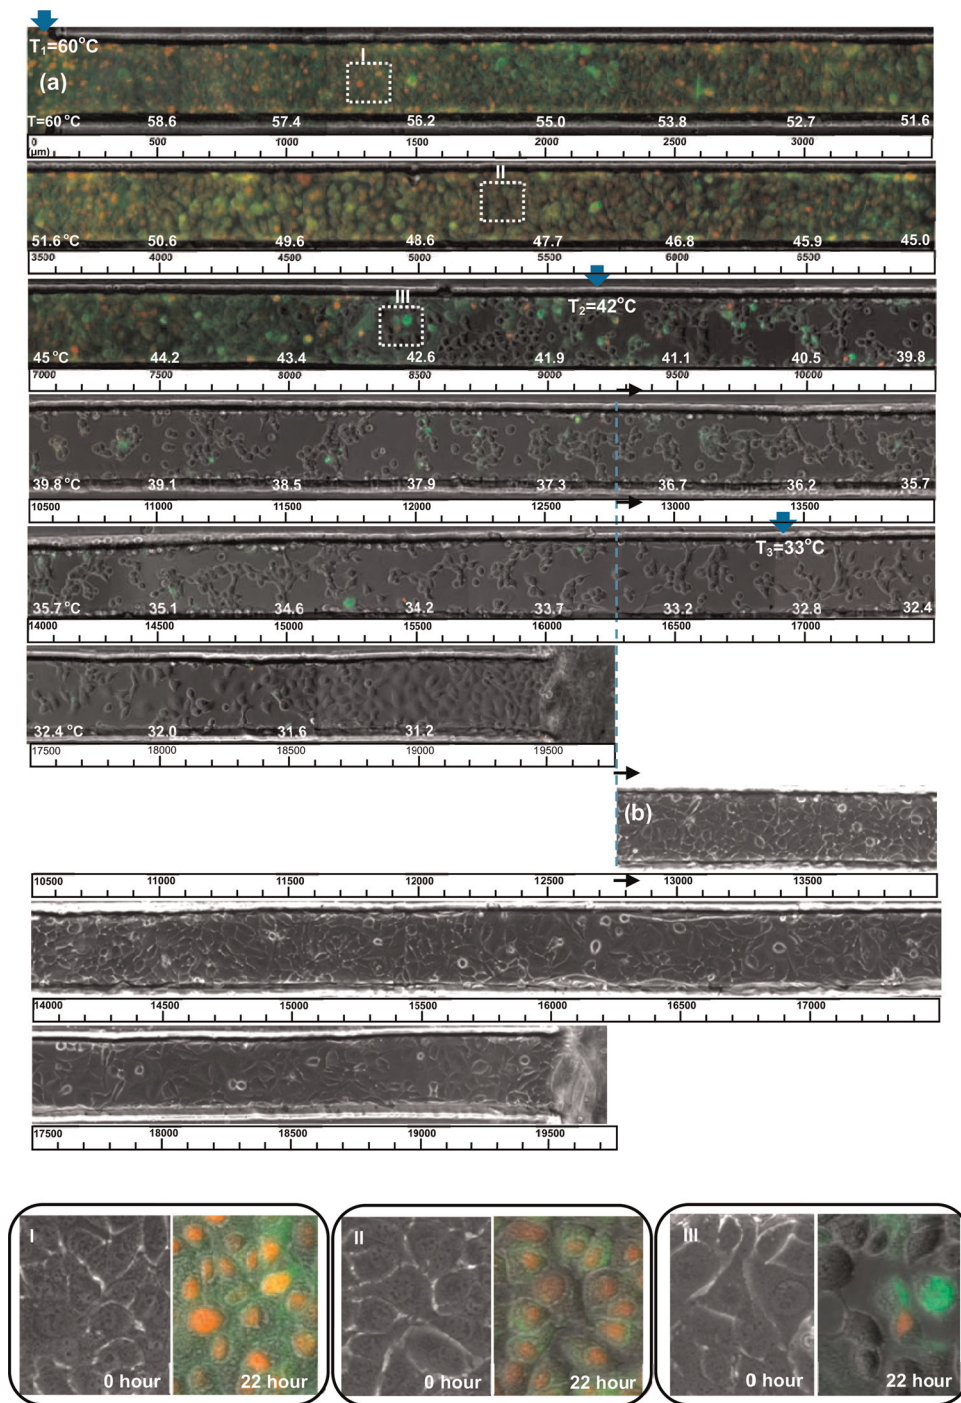 T₁=60°C
(a)
I
T=60°C 58.6 57.4 56.2 55.0 53.8 52.7 51.6
0 500 1000 1500 2000 2500 3000
(μm)
II
51.6 °C 50.6 49.6 48.6 47.7 46.8 45.9 45.0
3500 4000 4500 5000 5500 6000 6500
III
T₂=42°C
45 °C 44.2 43.4 42.6 41.9 41.1 40.5 39.8
7000 7500 8000 8500 9000 9500 10000
39.8 °C 39.1 38.5 37.9 37.3 36.7 36.2 35.7
10500 11000 11500 12000 12500 13000 13500
T₃=33°C
35.7 °C 35.1 34.6 34.2 33.7 33.2 32.8 32.4
14000 14500 15000 15500 16000 16500 17000
32.4 °C 32.0 31.6 31.2
17500 18000 18500 19000 19500
(b)
10500 11000 11500 12000 12500 13000 13500
14000 14500 15000 15500 16000 16500 17000
17500 18000 18500 19000 19500
I
0 hour 22 hour
II
0 hour 22 hour
III
0 hour 22 hour